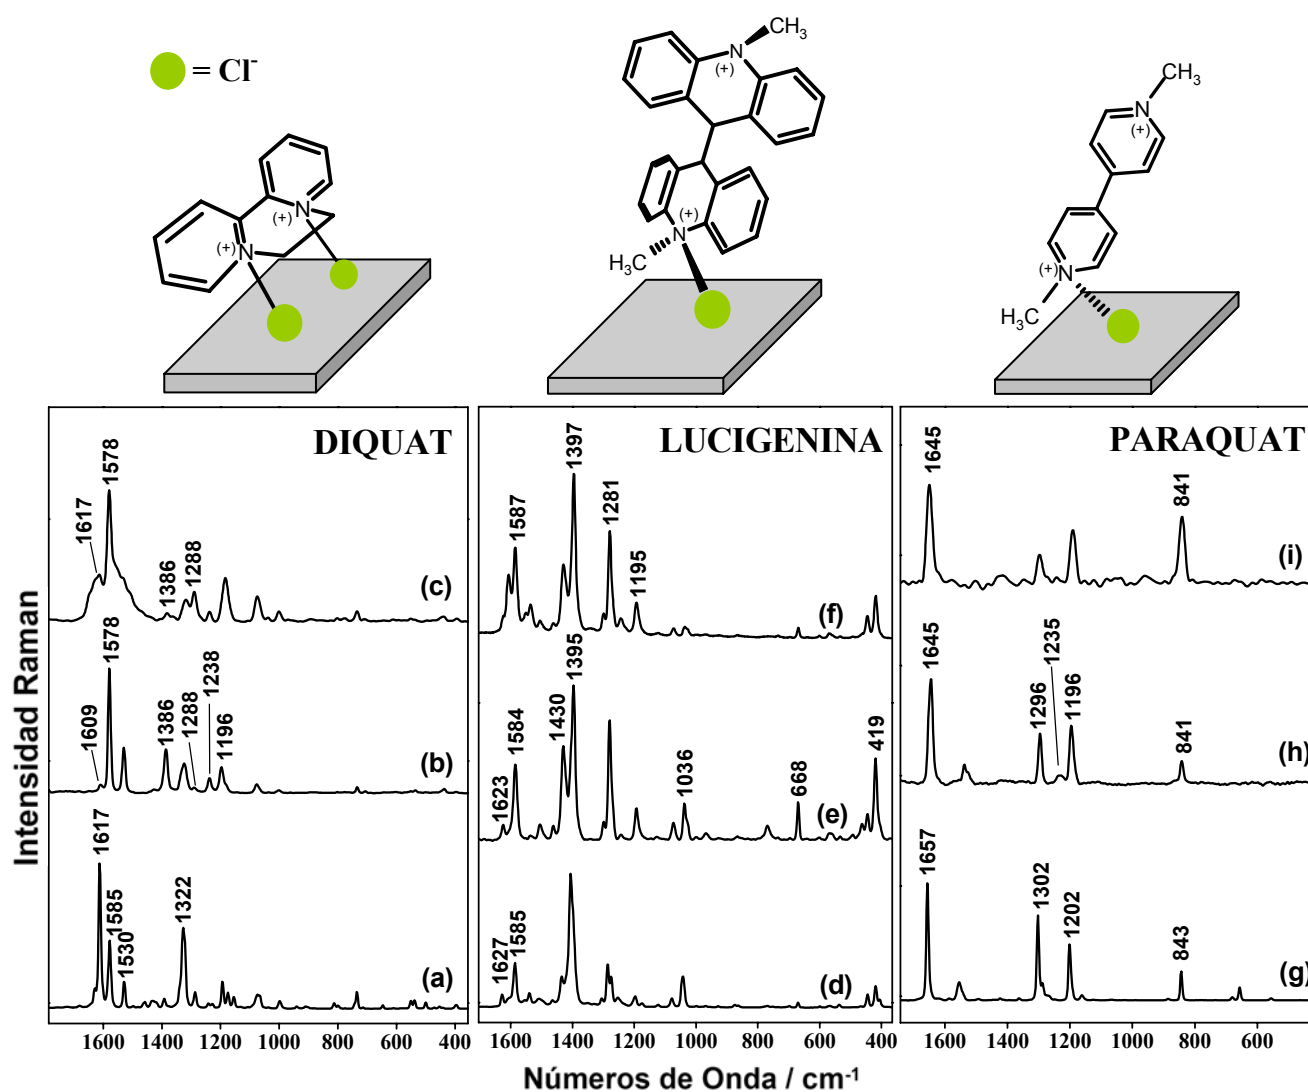 = Cl-
N
(+)
N
(+)
CH3
N
(+)
N
(+)
H3C
CH3
N
(+)
N
(+)
H3C
DIQUAT
LUCIGENINA
PARAQUAT
1617
1578
1386
1288
(c)
1609
1578
1386
1288
1238
1196
(b)
1617
1585
1530
1322
(a)
1587
1397
1281
1195
(f)
1623
1584
1430
1395
1036
668
419
(e)
1627
1585
(d)
1645
841
(i)
1645
1296
1235
1196
841
(h)
1657
1302
1202
843
(g)
Intensidad Raman
1600 1400 1200 1000 800 600 400
1600 1400 1200 1000 800 600 400
1600 1400 1200 1000 800 600
Números de Onda / cm-1